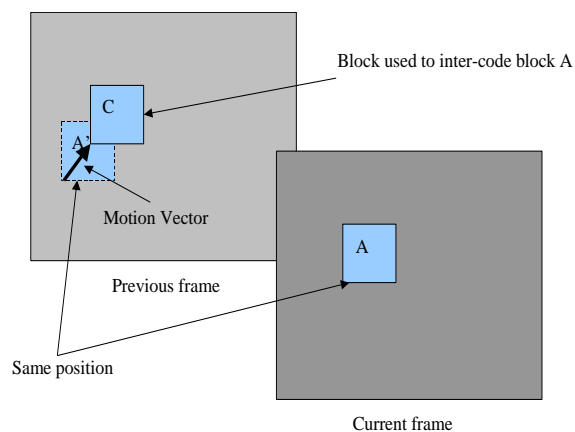 Block used to inter-code block A
C
A'
Motion Vector
A
Previous frame
Same position
Current frame